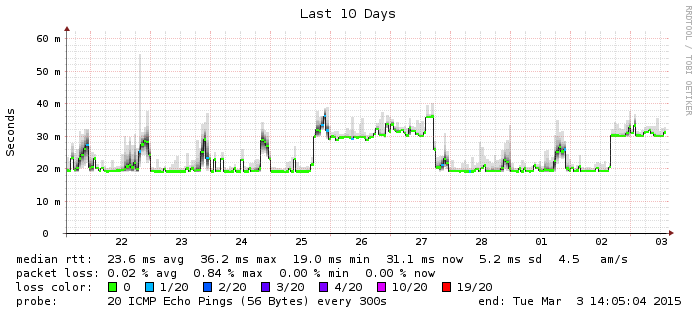 Last 10 Days
RRDTOOL / TOBI OETIKER
Seconds
60 m
50 m
40 m
30 m
20 m
10 m
0
22 23 24 25 26 27 28 01 02 03
median rtt: 23.6 ms avg 36.2 ms max 19.0 ms min 31.1 ms now 5.2 ms sd 4.5 am/s
packet loss: 0.02 % avg 0.84 % max 0.00 % min 0.00 % now
loss color: 0 1/20 2/20 3/20 4/20 10/20 19/20
probe: 20 ICMP Echo Pings (56 Bytes) every 300s end: Tue Mar 3 14:05:04 2015